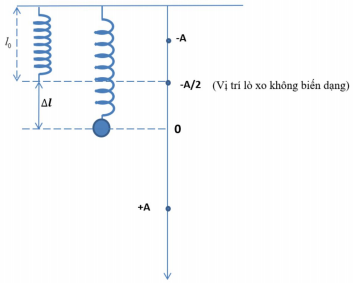 l₀
-A
-A/2 (Vị trí lò xo không biến dạng)
Δl
0
+A